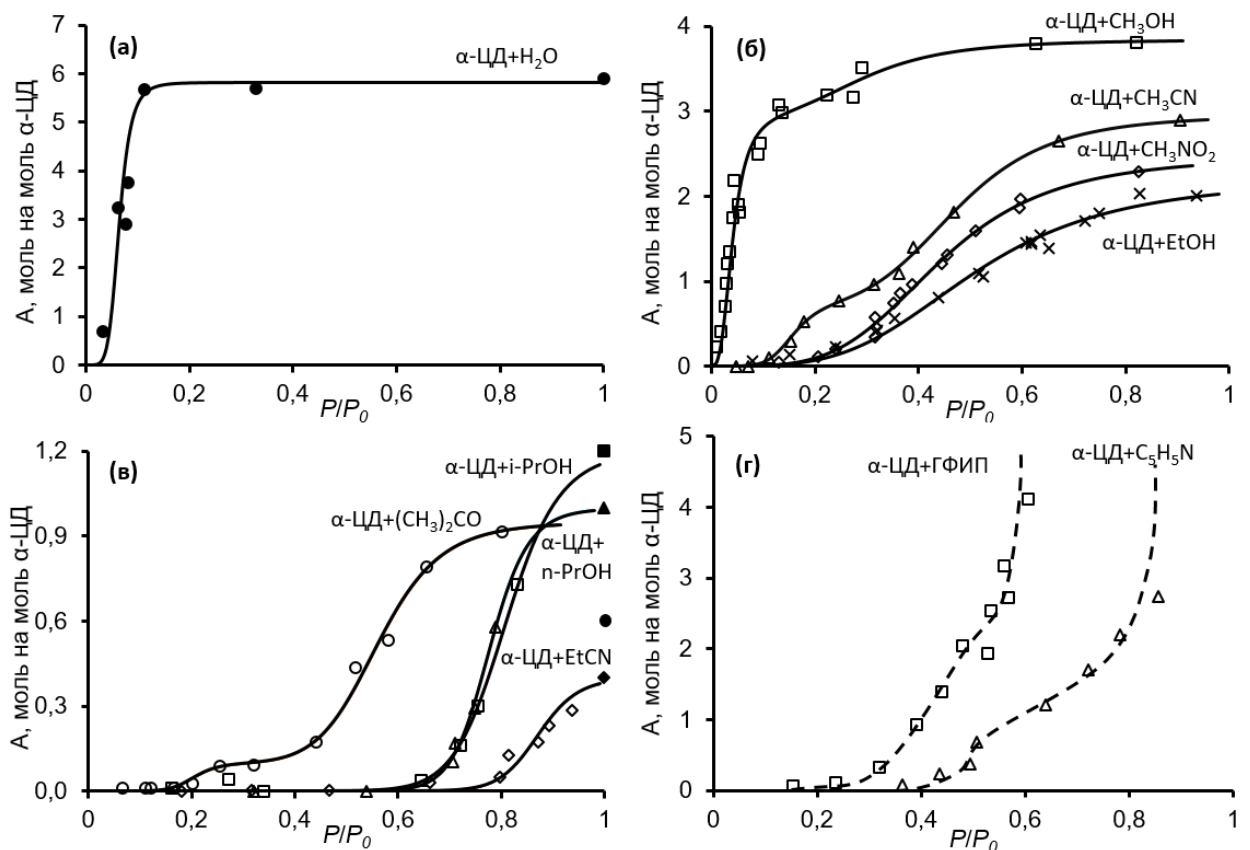 (а)
α-ЦД+H₂O
А, моль на моль α-ЦД
7
6
5
4
3
2
1
0
0 0,2 0,4 0,6 0,8 1
P/P₀
(б)
α-ЦД+CH₃OH
α-ЦД+CH₃CN
α-ЦД+CH₃NO₂
α-ЦД+EtOH
А, моль на моль α-ЦД
4
3
2
1
0
0 0,2 0,4 0,6 0,8 1
P/P₀
(в)
α-ЦД+i-PrOH
α-ЦД+(CH₃)₂CO
α-ЦД+
n-PrOH
α-ЦД+EtCN
А, моль на моль α-ЦД
1,2
0,9
0,6
0,3
0,0
0 0,2 0,4 0,6 0,8 1
P/P₀
(г)
α-ЦД+ГФИП
α-ЦД+C₅H₅N
А, моль на моль α-ЦД
5
4
3
2
1
0
0 0,2 0,4 0,6 0,8 1
P/P₀